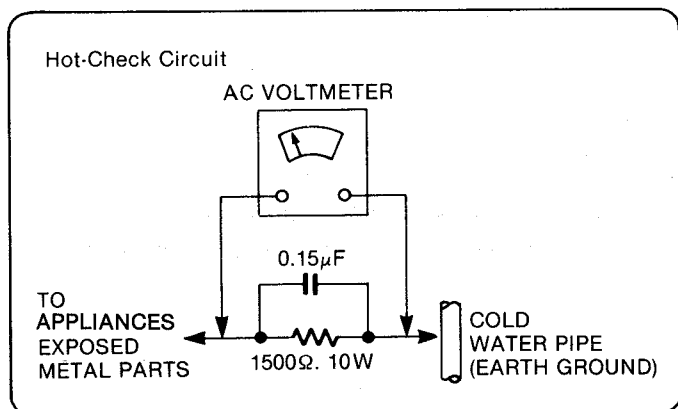 Hot-Check Circuit
AC VOLTMETER
0.15μF
TO
APPLIANCES
EXPOSED
METAL PARTS
1500Ω. 10W
COLD
WATER PIPE
(EARTH GROUND)